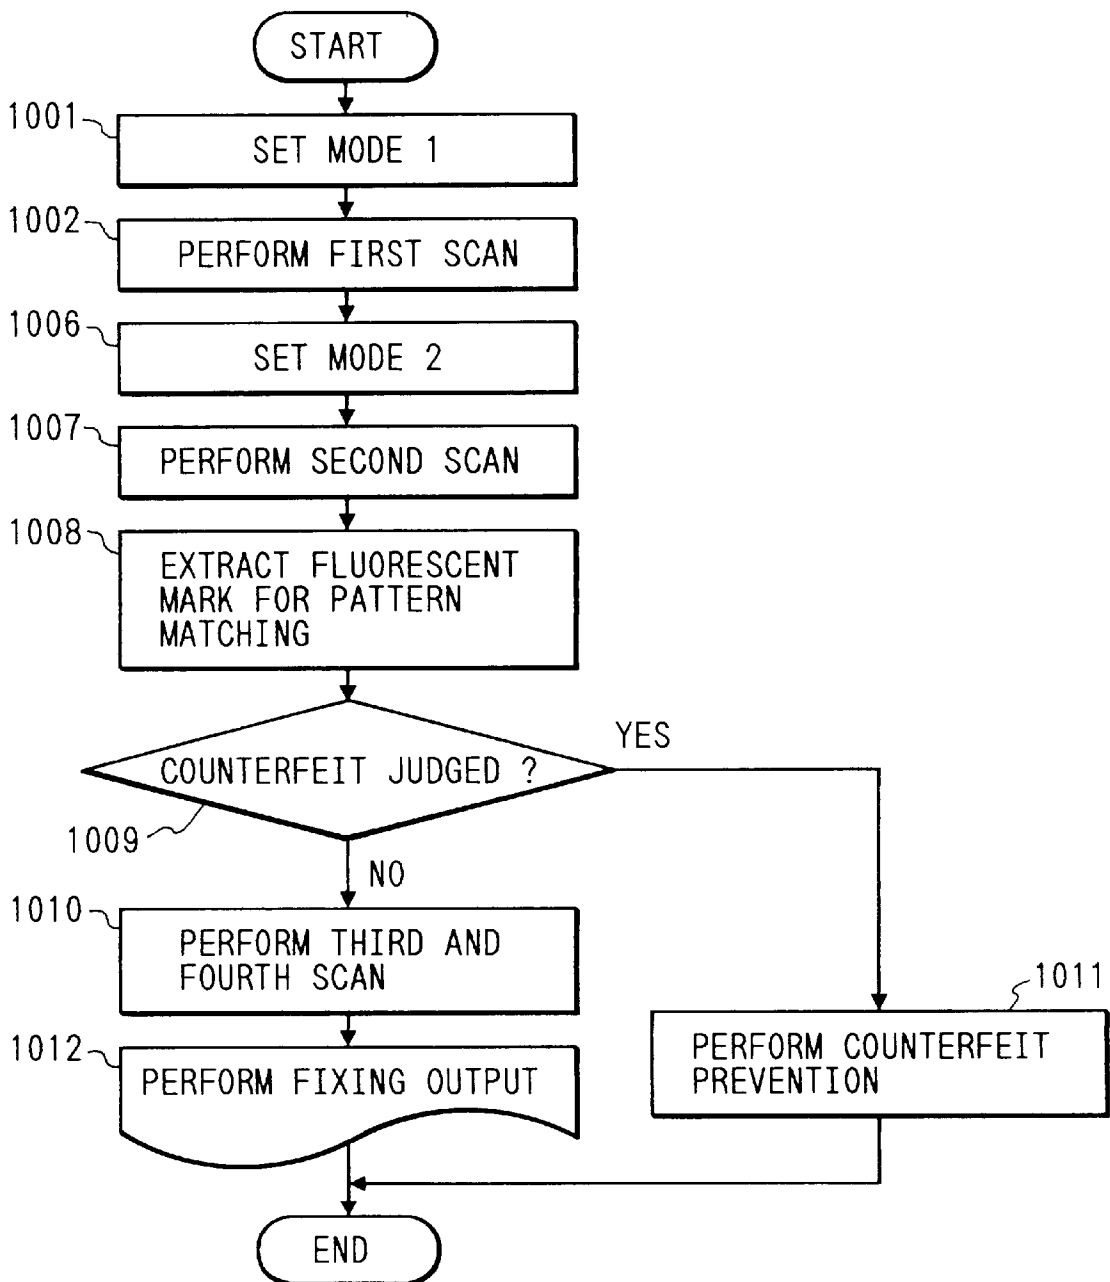 START
1001
SET MODE 1
1002
PERFORM FIRST SCAN
1006
SET MODE 2
1007
PERFORM SECOND SCAN
1008
EXTRACT FLUORESCENT
MARK FOR PATTERN
MATCHING
COUNTERFEIT JUDGED ?
YES
1009
NO
1010
PERFORM THIRD AND
FOURTH SCAN
1011
PERFORM COUNTERFEIT
PREVENTION
1012
PERFORM FIXING OUTPUT
END